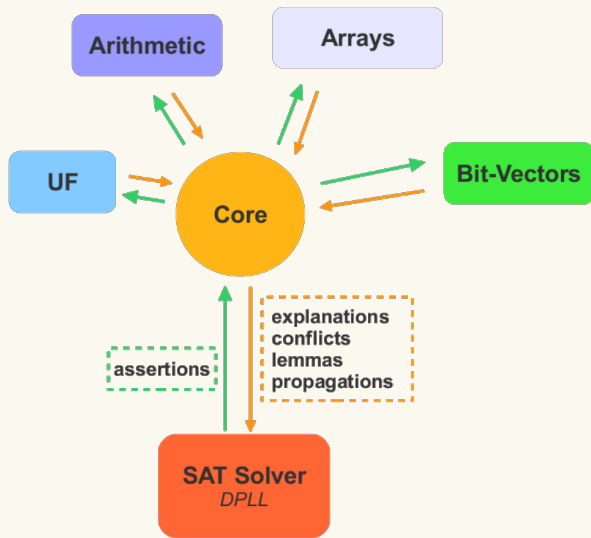 Arithmetic
Arrays
UF
Bit-Vectors
Core
assertions
explanations
conflicts
lemmas
propagations
SAT Solver
DPLL